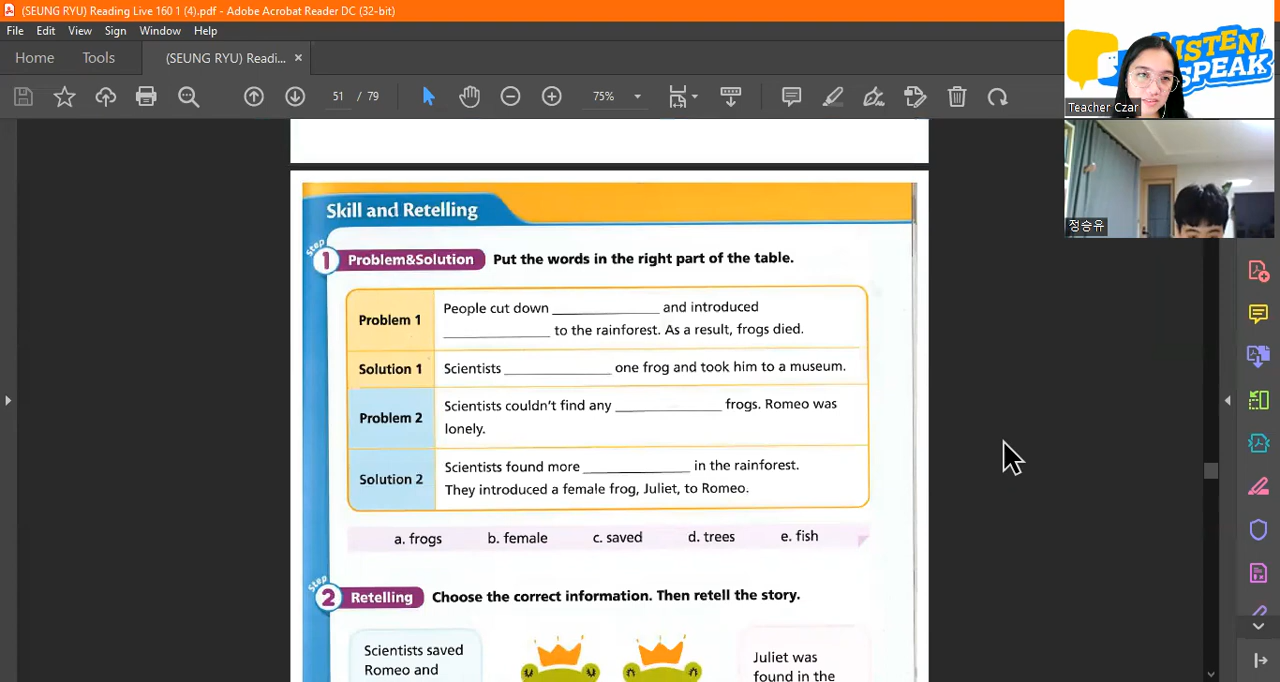 (SEUNG RYU) Reading Live 160 1 (4).pdf - Adobe Acrobat Reader DC (32-bit)
File Edit View Sign Window Help
Home Tools (SEUNG RYU) Readi... ×
51 / 79 75%
LISTEN
SPEAK
Teacher Czar
정승유
Skill and Retelling
Step 1 Problem&Solution Put the words in the right part of the table.
Problem 1 People cut down ____________ and introduced
____________ to the rainforest. As a result, frogs died.
Solution 1 Scientists ____________ one frog and took him to a museum.
Problem 2 Scientists couldn't find any ____________ frogs. Romeo was
lonely.
Solution 2 Scientists found more ____________ in the rainforest.
They introduced a female frog, Juliet, to Romeo.
a. frogs b. female c. saved d. trees e. fish
Step 2 Retelling Choose the correct information. Then retell the story.
Scientists saved
Romeo and
Juliet was
found in the